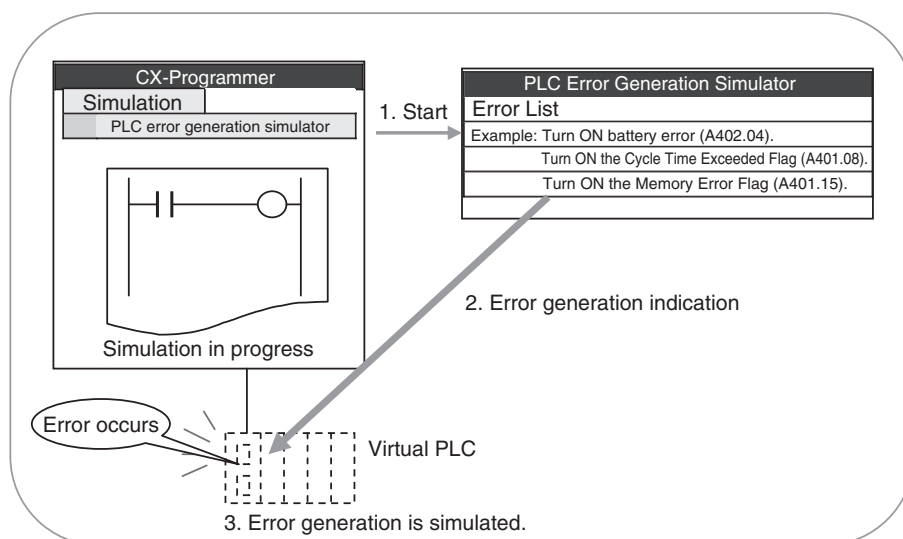 CX-Programmer
Simulation
PLC error generation simulator
1. Start
PLC Error Generation Simulator
Error List
Example: Turn ON battery error (A402.04).
Turn ON the Cycle Time Exceeded Flag (A401.08).
Turn ON the Memory Error Flag (A401.15).
2. Error generation indication
Simulation in progress
Error occurs
Virtual PLC
3. Error generation is simulated.